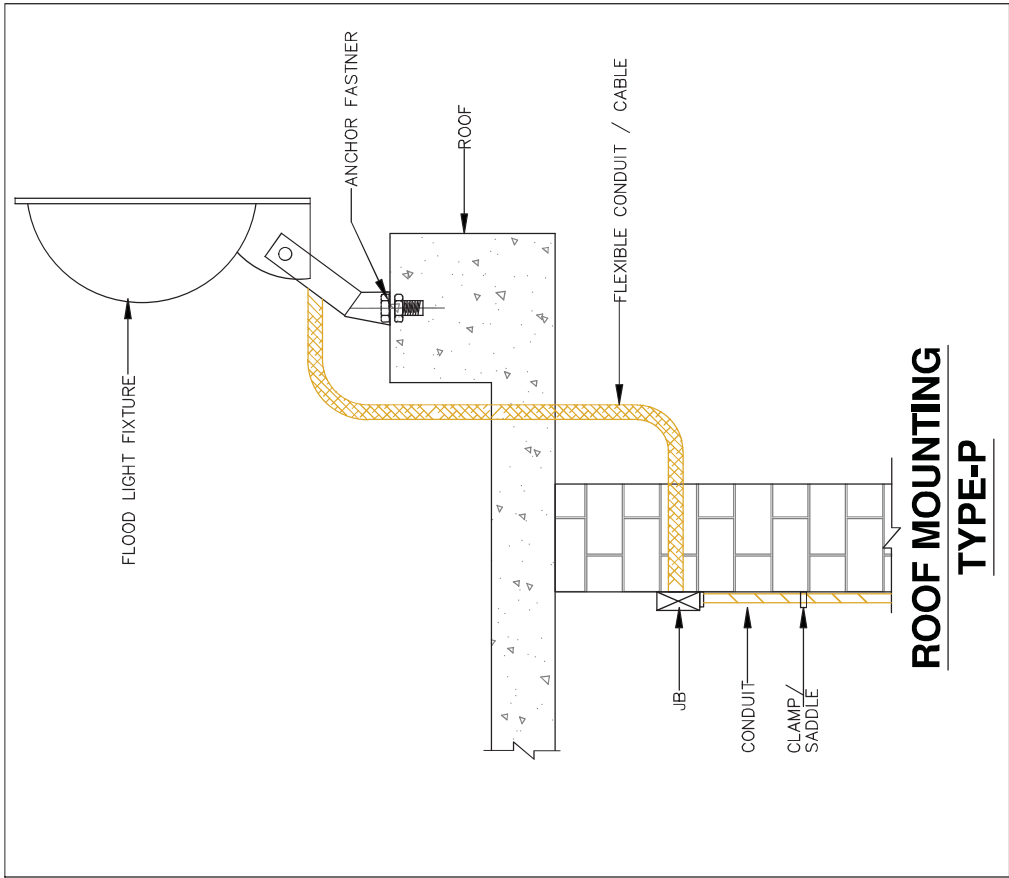 FLOOD LIGHT FIXTURE
ANCHOR FASTNER
ROOF
FLEXIBLE CONDUIT / CABLE
JB
CONDUIT
CLAMP/
SADDLE
ROOF MOUNTING
TYPE-P